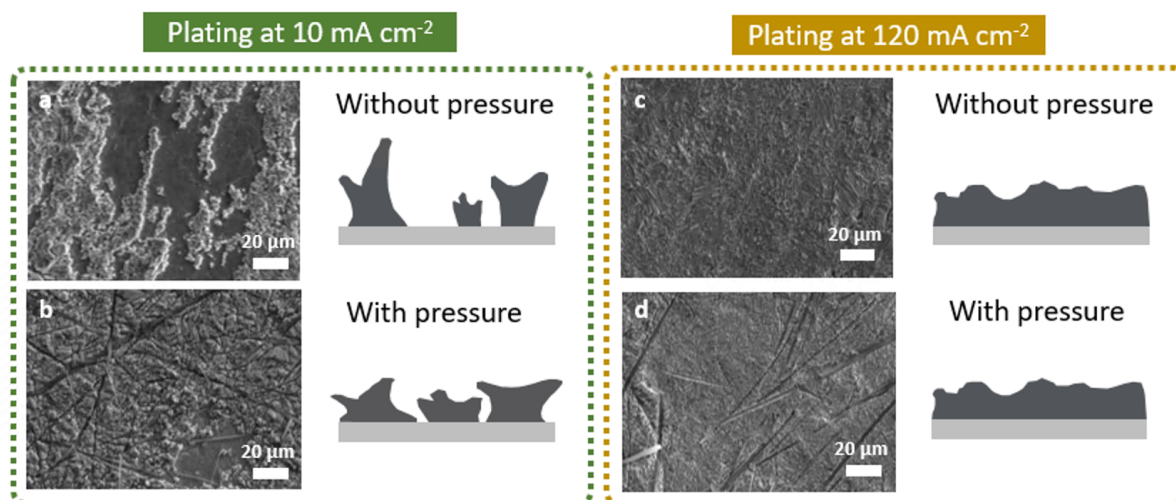 Plating at 10 mA cm⁻²
Plating at 120 mA cm⁻²
a
Without pressure
20 µm
b
With pressure
20 µm
c
Without pressure
20 µm
d
With pressure
20 µm